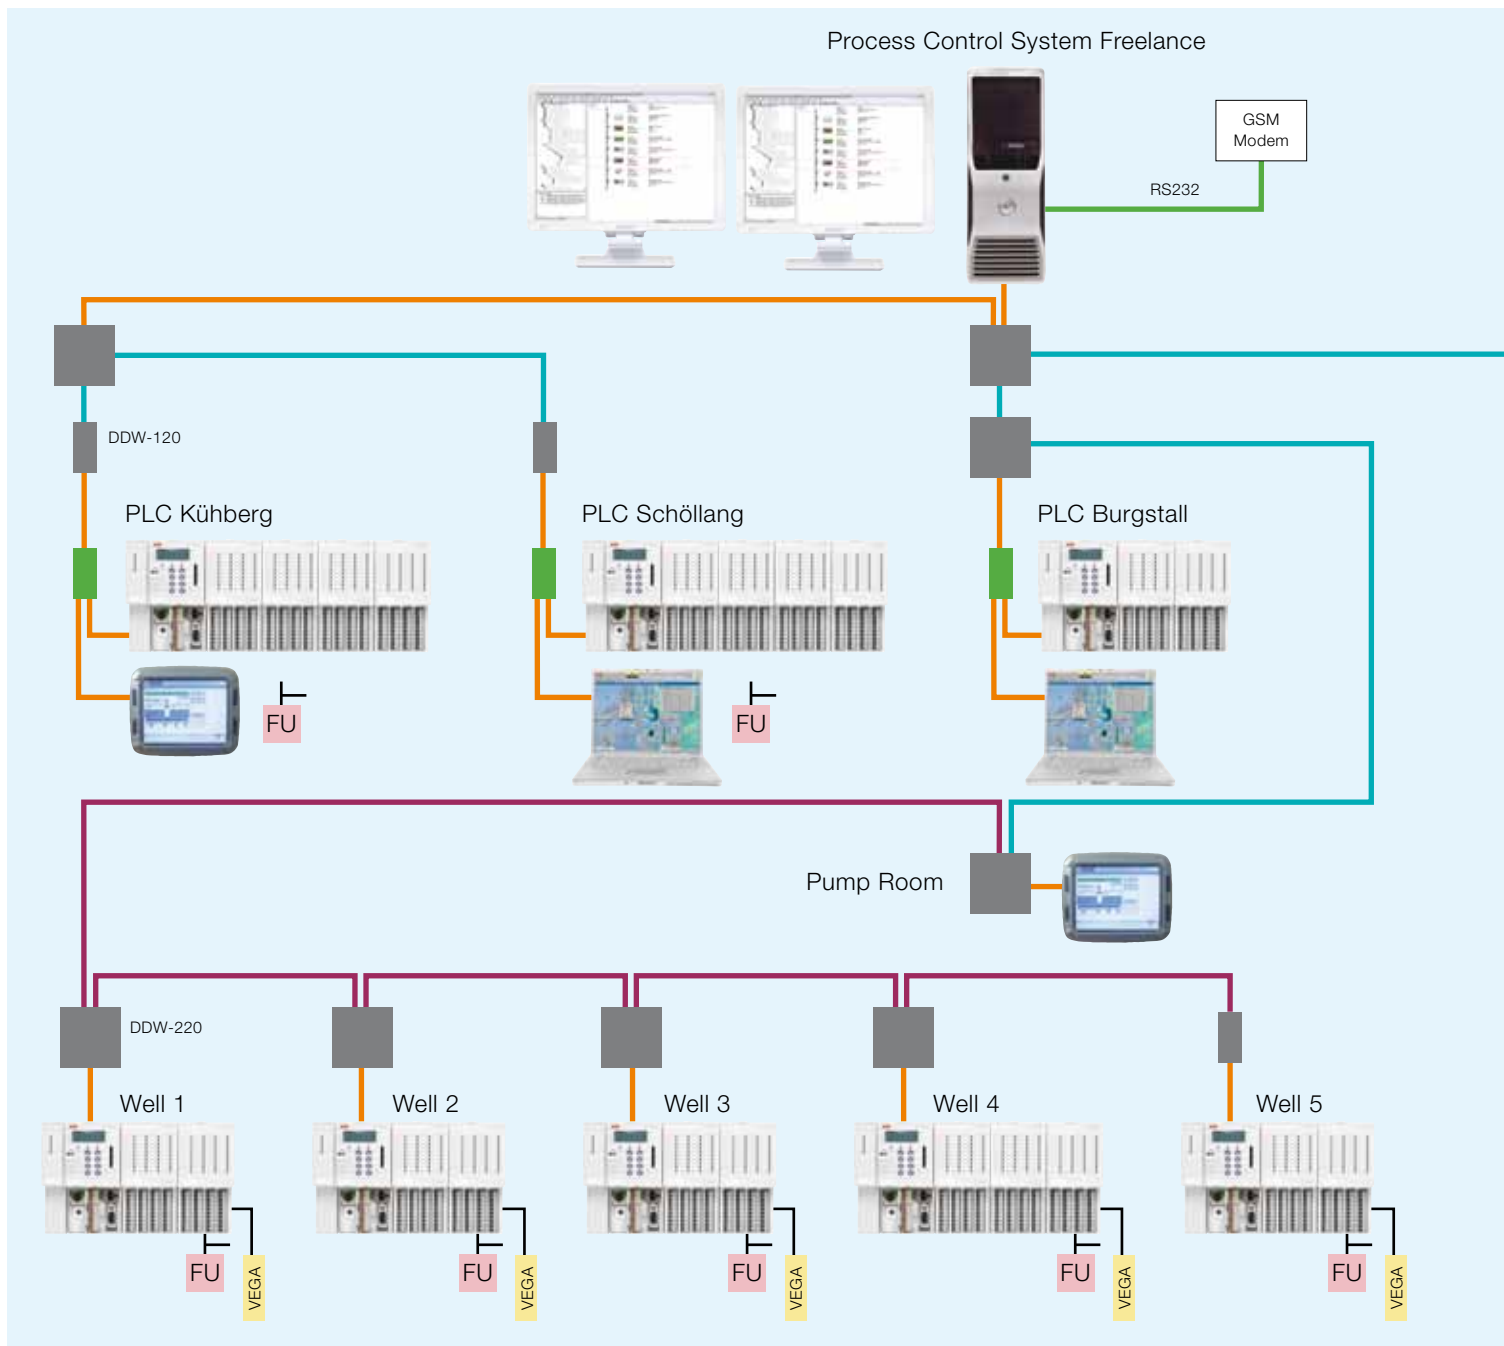 Process Control System Freelance
GSM
Modem
RS232
DDW-120
PLC Kühberg
PLC Schöllang
PLC Burgstall
FU
FU
Pump Room
DDW-220
Well 1
Well 2
Well 3
Well 4
Well 5
FU
VEGA
FU
VEGA
FU
VEGA
FU
VEGA
FU
VEGA